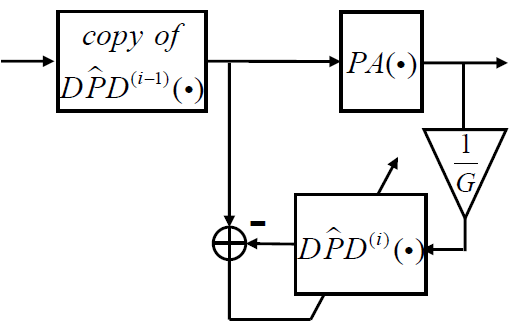 copy of
DP̂D⁽ⁱ⁻¹⁾(•)
PA(•)
1
G
-
DP̂D⁽ⁱ⁾(•)